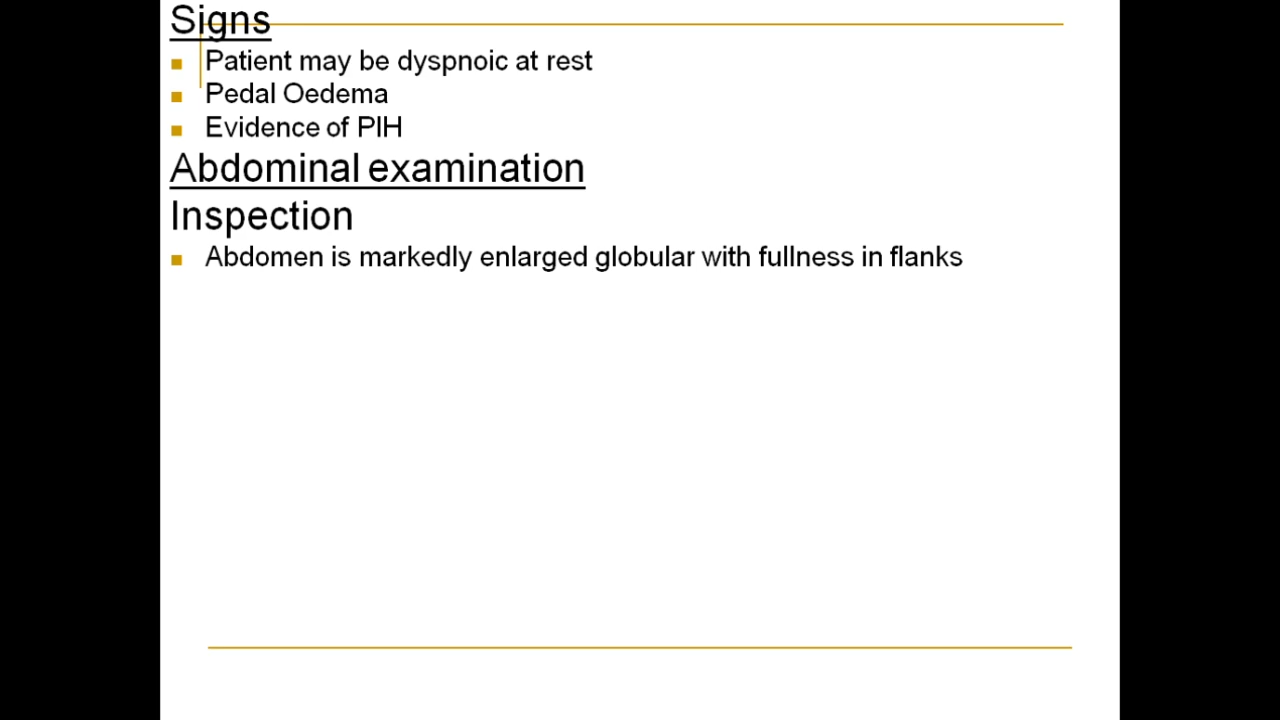 Signs
Patient may be dyspnoic at rest
Pedal Oedema
Evidence of PIH
Abdominal examination
Inspection
Abdomen is markedly enlarged globular with fullness in flanks